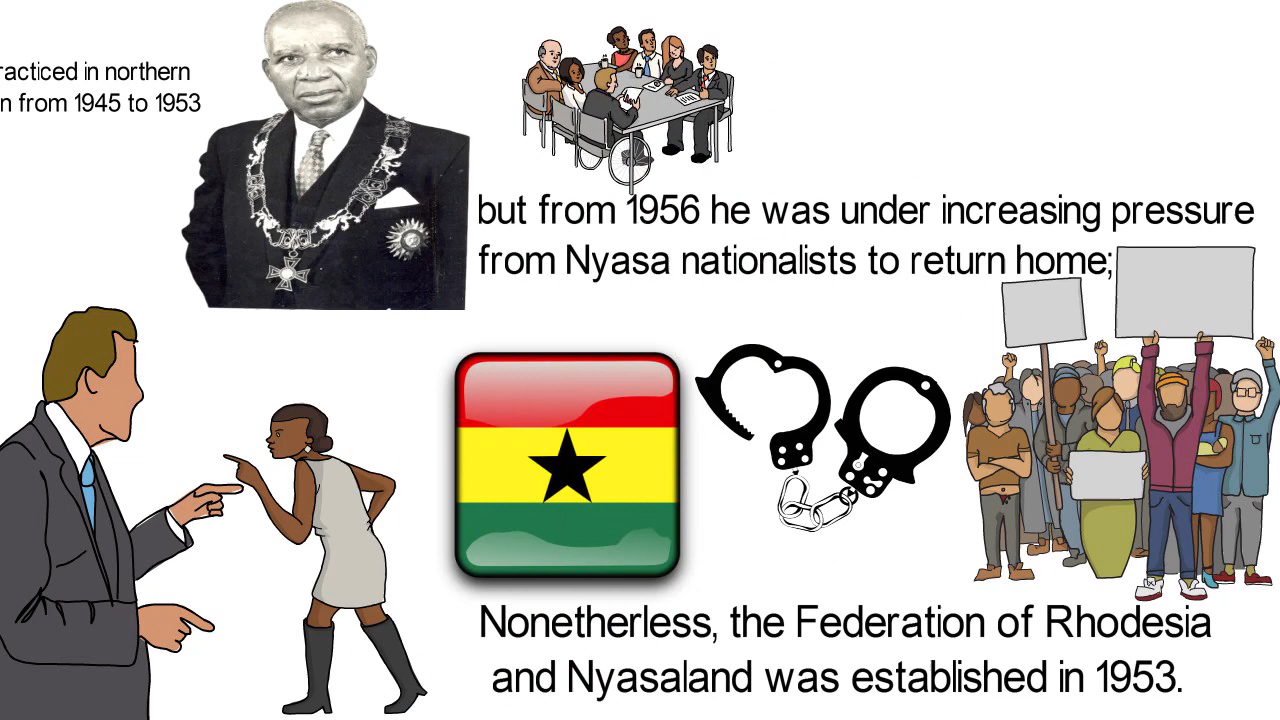 racticed in northern
n from 1945 to 1953
but from 1956 he was under increasing pressure
from Nyasa nationalists to return home;
Nonetherless, the Federation of Rhodesia
and Nyasaland was established in 1953.